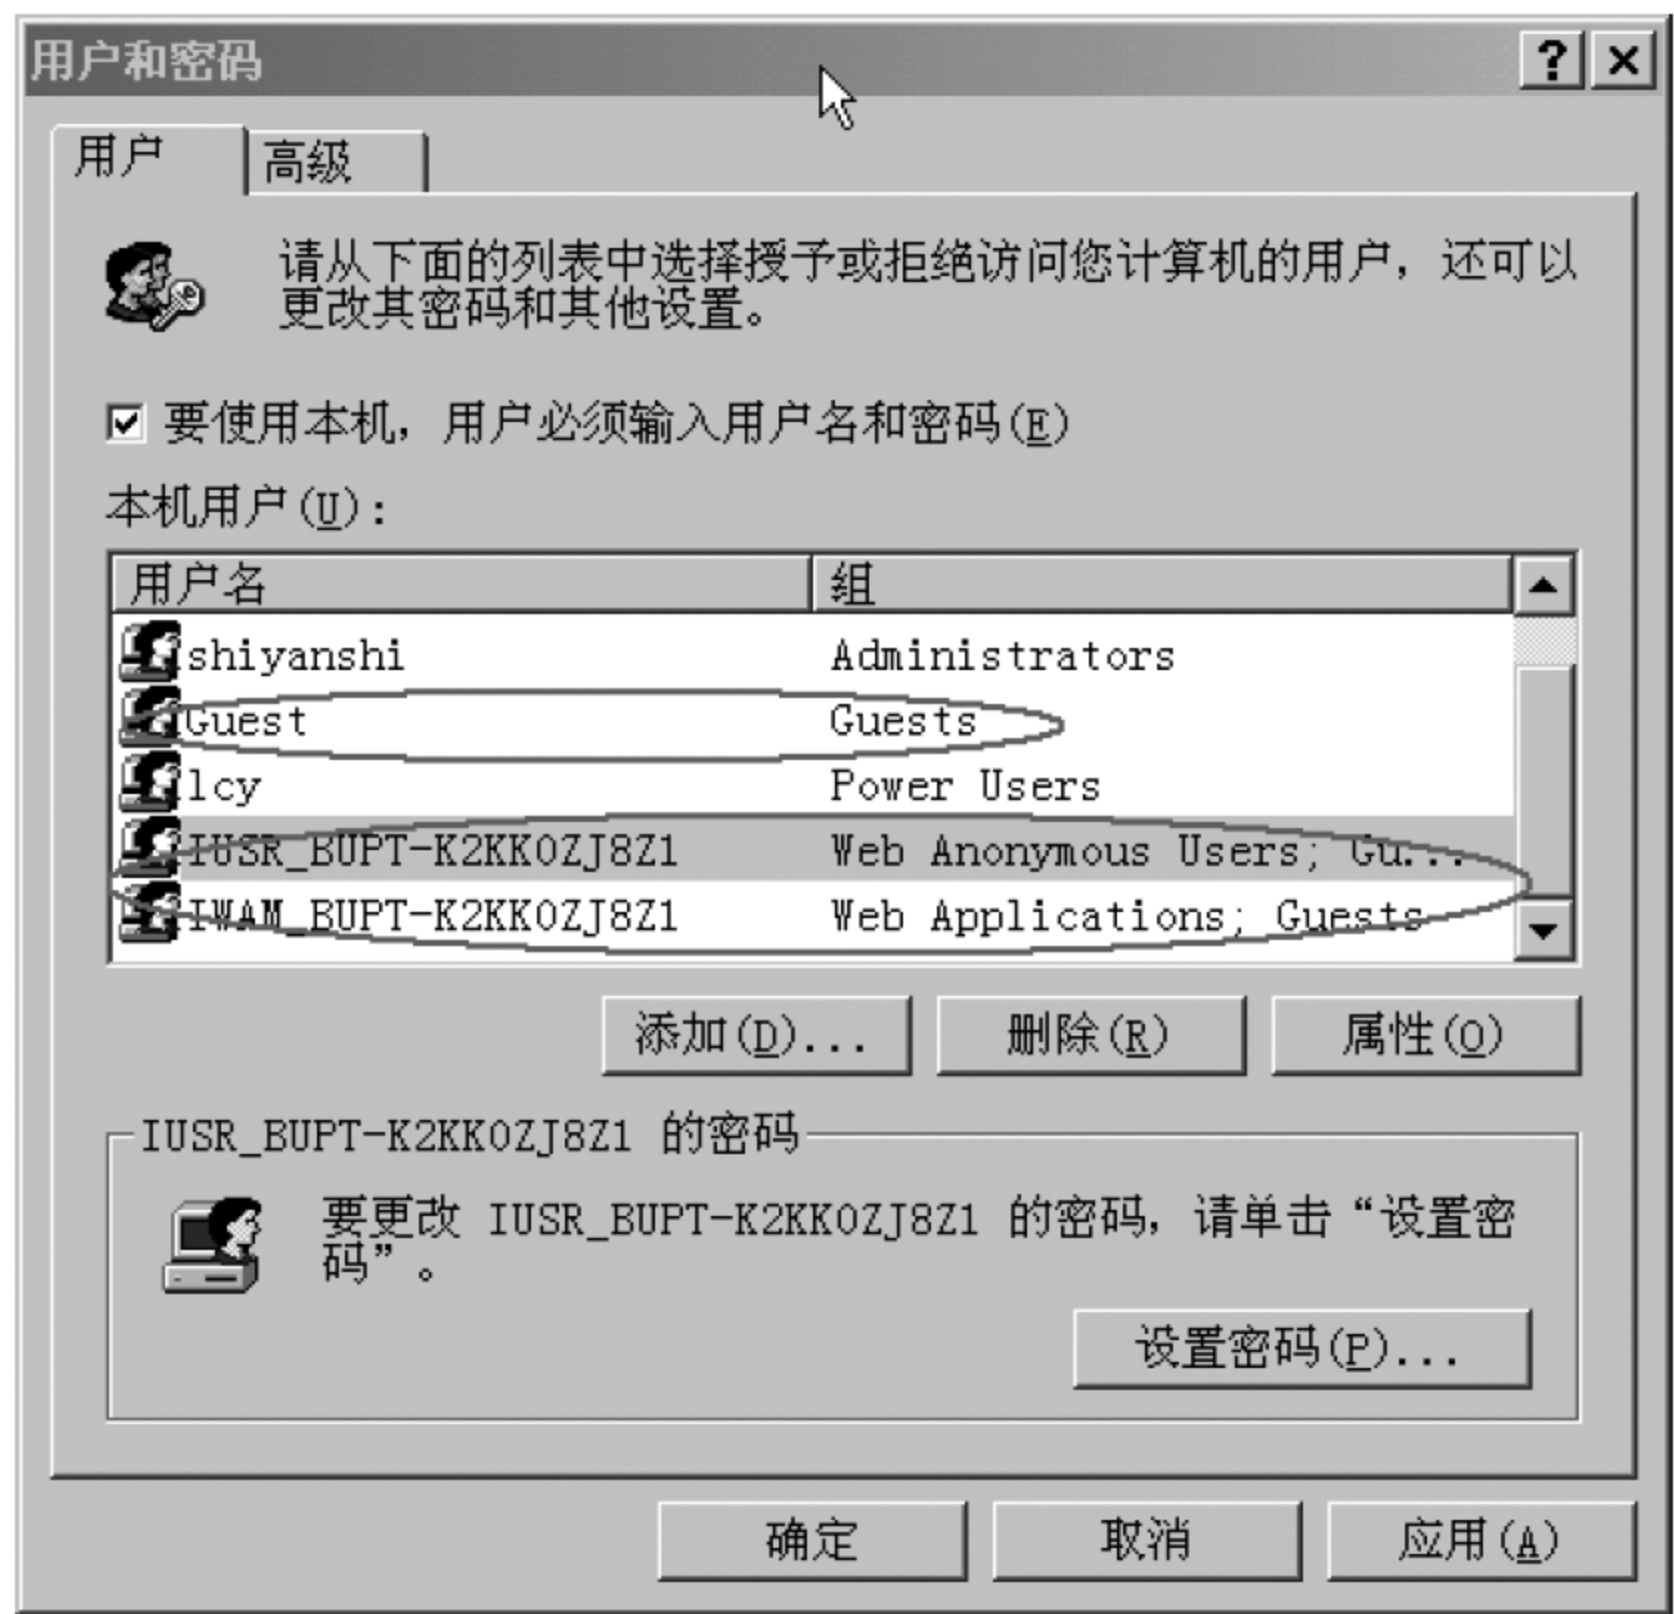 用户和密码
用户
高级
请从下面的列表中选择授予或拒绝访问您计算机的用户，还可以
更改其密码和其他设置。
要使用本机，用户必须输入用户名和密码(E)
本机用户(U)：
用户名 组
shiyanshi Administrators
Guest Guests
lcy Power Users
IUSR_BUPT-K2KK0ZJ8Z1 Web Anonymous Users; Gu...
IWAM_BUPT-K2KK0ZJ8Z1 Web Applications; Guests
添加(D)... 删除(R) 属性(O)
IUSR_BUPT-K2KK0ZJ8Z1 的密码
要更改 IUSR_BUPT-K2KK0ZJ8Z1 的密码，请单击“设置密
码”。
设置密码(P)...
确定 取消 应用(A)